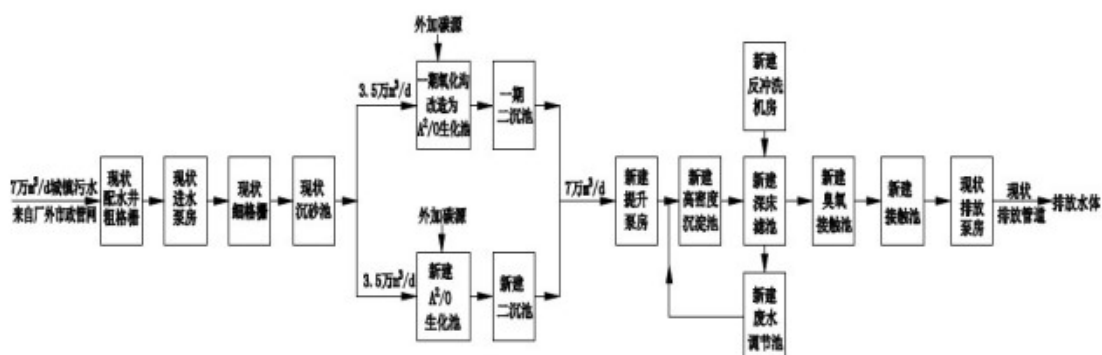 7万m³/d城镇污水
来自厂外市政管网
现状
配水井
粗格栅
现状
进水
泵房
现状
细格栅
现状
沉砂池
3.5万m³/d
外加碳源
一期氧化沟
改造为
A²/O生化池
一期
二沉池
3.5万m³/d
外加碳源
新建
A²/O
生化池
新建
二沉池
7万m³/d
新建
提升
泵房
新建
高密度
沉淀池
新建
反冲洗
机房
新建
深床
滤池
新建
废水
调节池
新建
臭氧
接触池
新建
接触池
现状
排放
泵房
现状
排放管道
排放水体